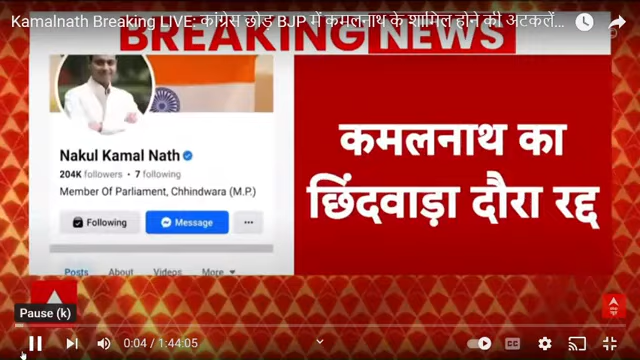 Kamalnath Breaking LIVE: कांग्रेस छोड़ BJP में कमलनाथ के शामिल होने की अटकलें...
BREAKING NEWS
Nakul Kamal Nath
204K followers • 7 following
Member Of Parliament, Chhindwara (M.P.)
Following
Message
कमलनाथ का
छिंदवाड़ा दौरा रद्द
Posts About Videos More
Pause (k)
0:04 / 1:44:05
CC